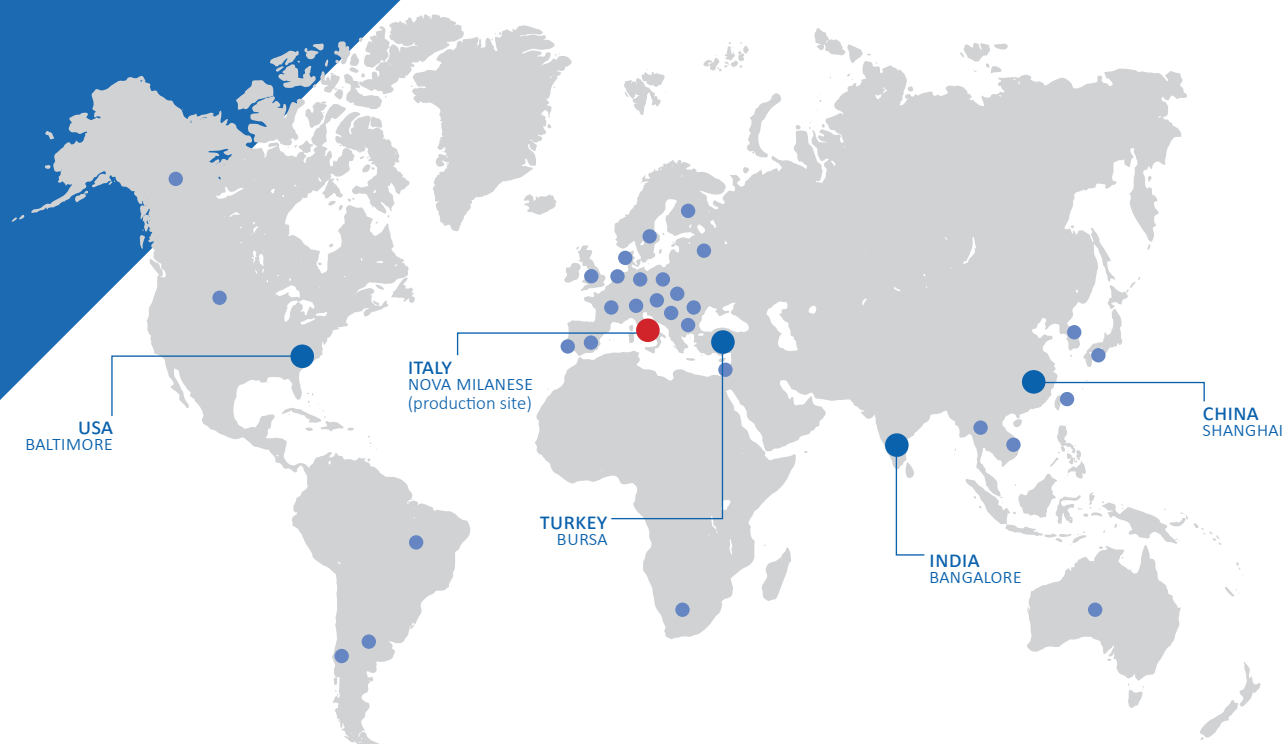 ITALY
NOVA MILANESE
(production site)
USA
BALTIMORE
CHINA
SHANGHAI
TURKEY
BURSA
INDIA
BANGALORE